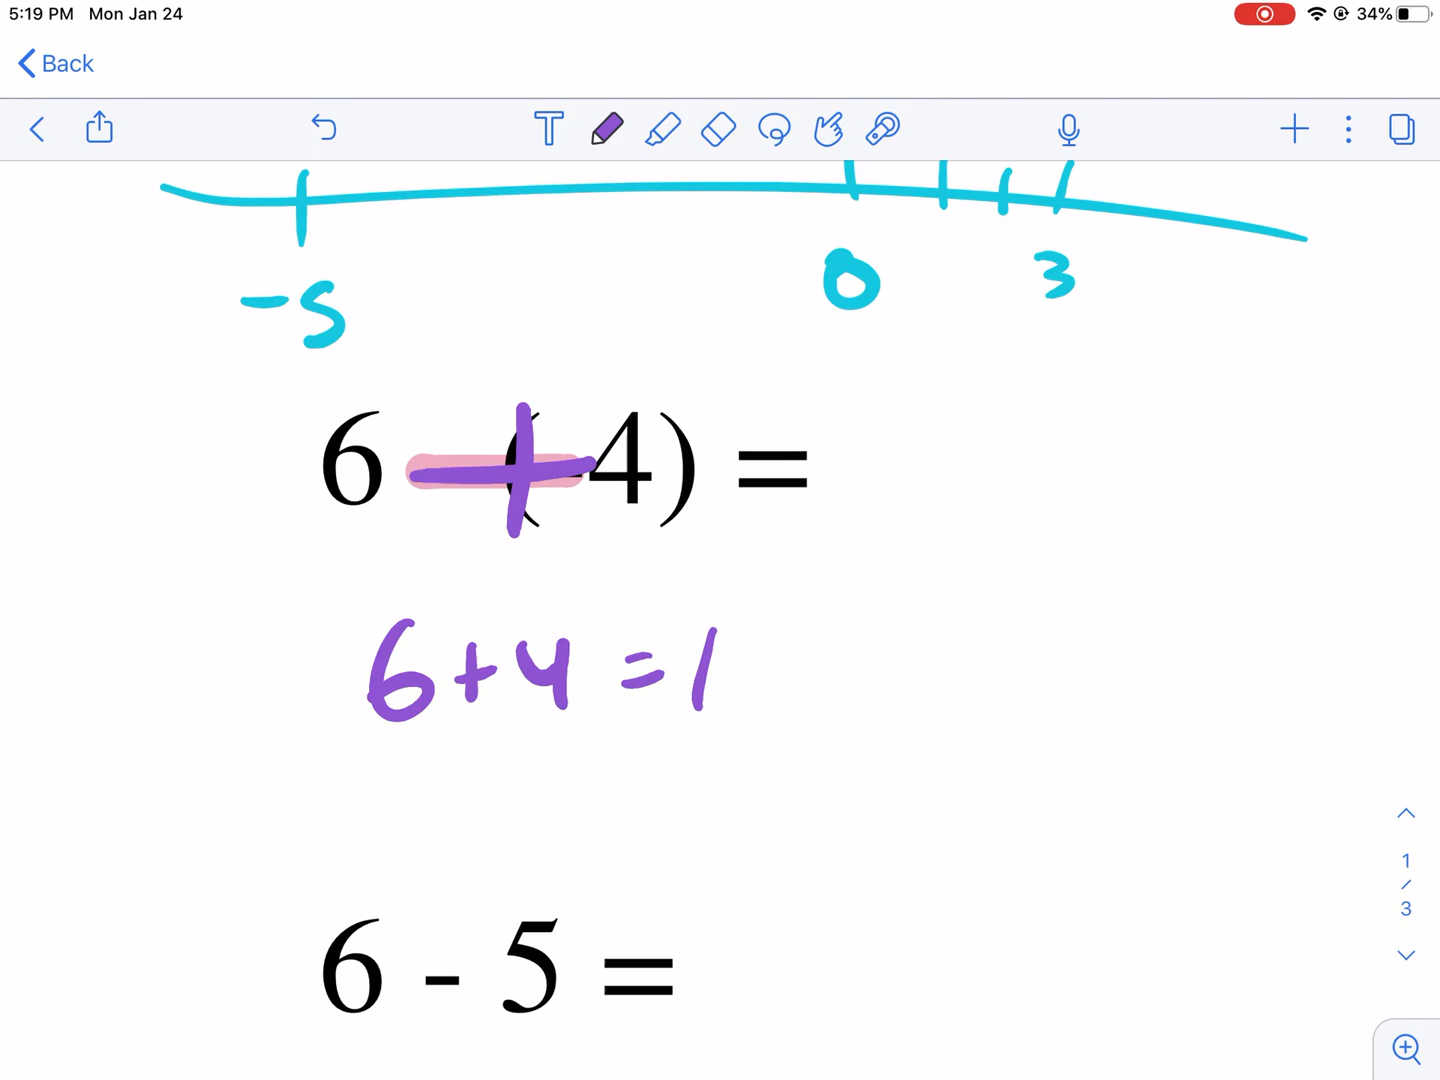 5:19 PM Mon Jan 24 34%
Back
T
-5 0 3
6 - (-4) =
6+4=1
1
/
3
6 - 5 =